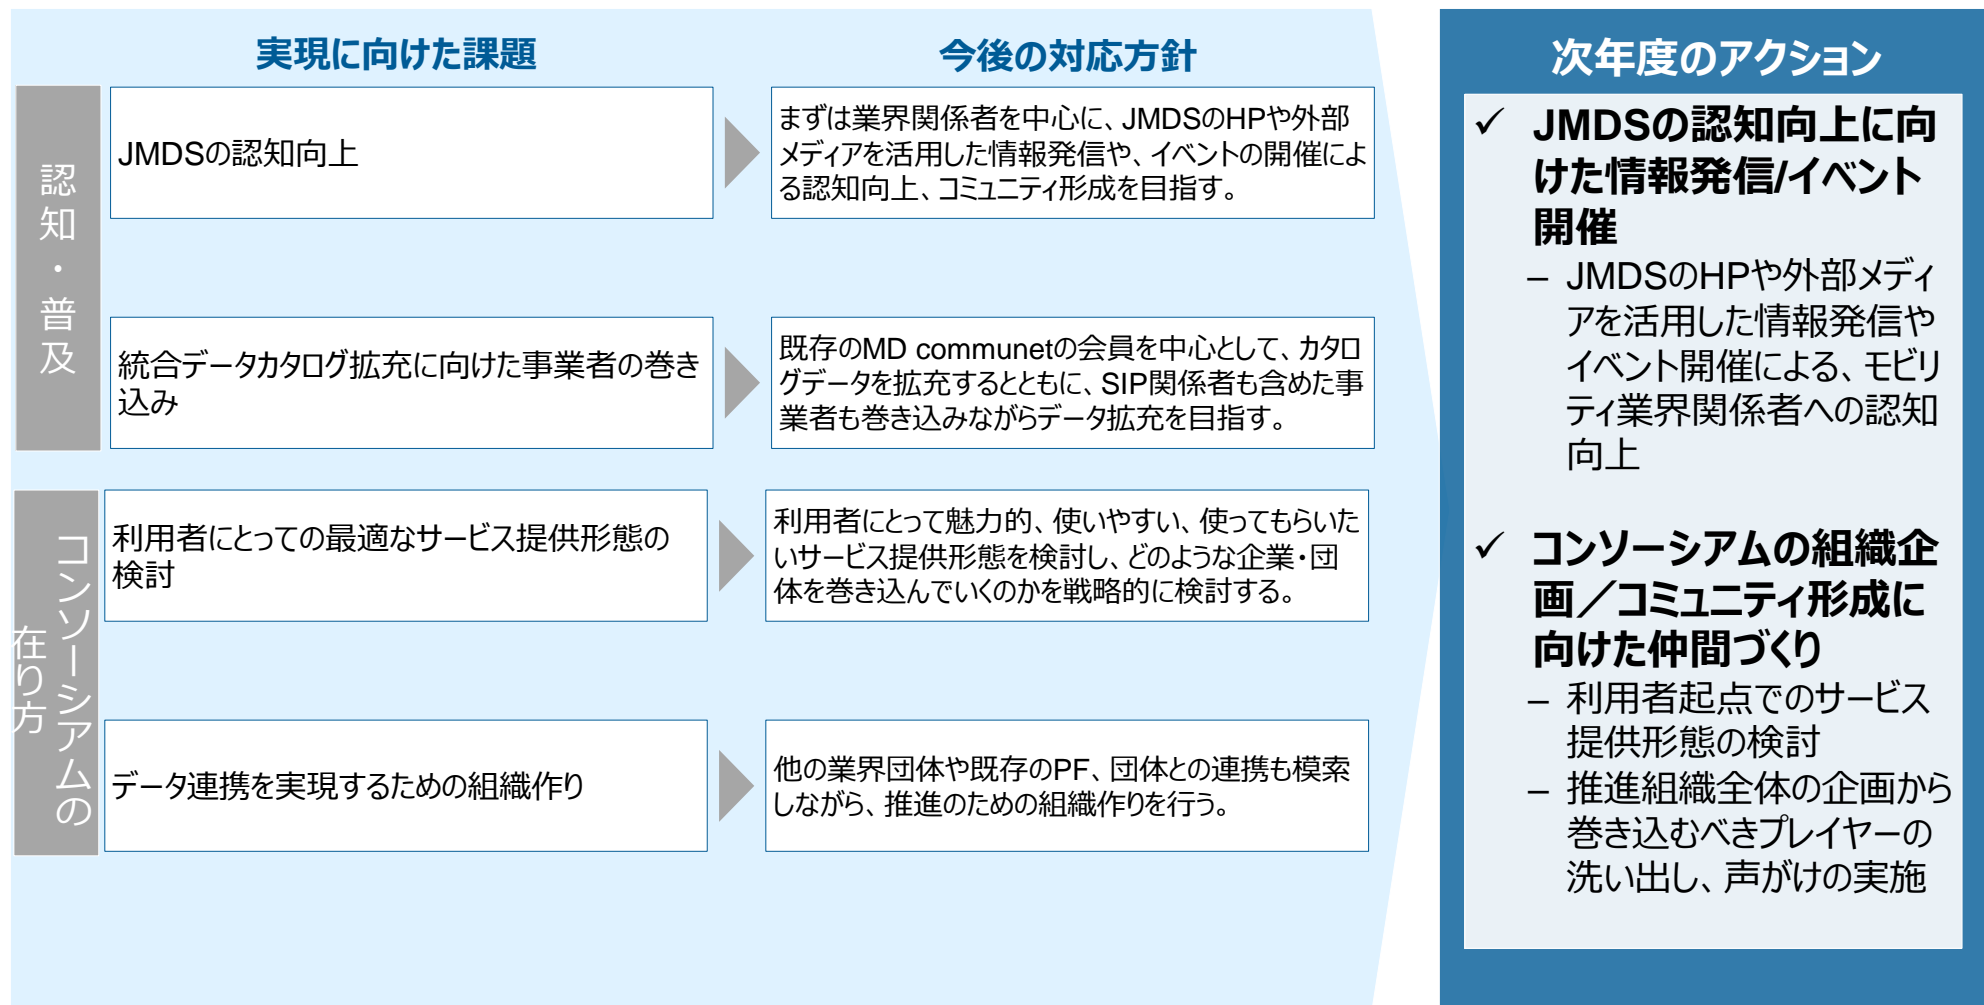 実現に向けた課題
今後の対応方針
認知・普及
JMDSの認知向上
まずは業界関係者を中心に、JMDSのHPや外部
メディアを活用した情報発信や、イベントの開催によ
る認知向上、コミュニティ形成を目指す。
統合データカタログ拡充に向けた事業者の巻き
込み
既存のMD communetの会員を中心として、カタロ
グデータを拡充するとともに、SIP関係者も含めた事
業者も巻き込みながらデータ拡充を目指す。
コンソーシアムの
在り方
利用者にとっての最適なサービス提供形態の
検討
利用者にとって魅力的、使いやすい、使ってもらいた
いサービス提供形態を検討し、どのような企業・団
体を巻き込んでいくのかを戦略的に検討する。
データ連携を実現するための組織作り
他の業界団体や既存のPF、団体との連携も模索
しながら、推進のための組織作りを行う。
次年度のアクション
✓ JMDSの認知向上に向
けた情報発信/イベント
開催
– JMDSのHPや外部メディ
アを活用した情報発信や
イベント開催による、モビリ
ティ業界関係者への認知
向上
✓ コンソーシアムの組織企
画／コミュニティ形成に
向けた仲間づくり
– 利用者起点でのサービス
提供形態の検討
– 推進組織全体の企画から
巻き込むべきプレイヤーの
洗い出し、声がけの実施